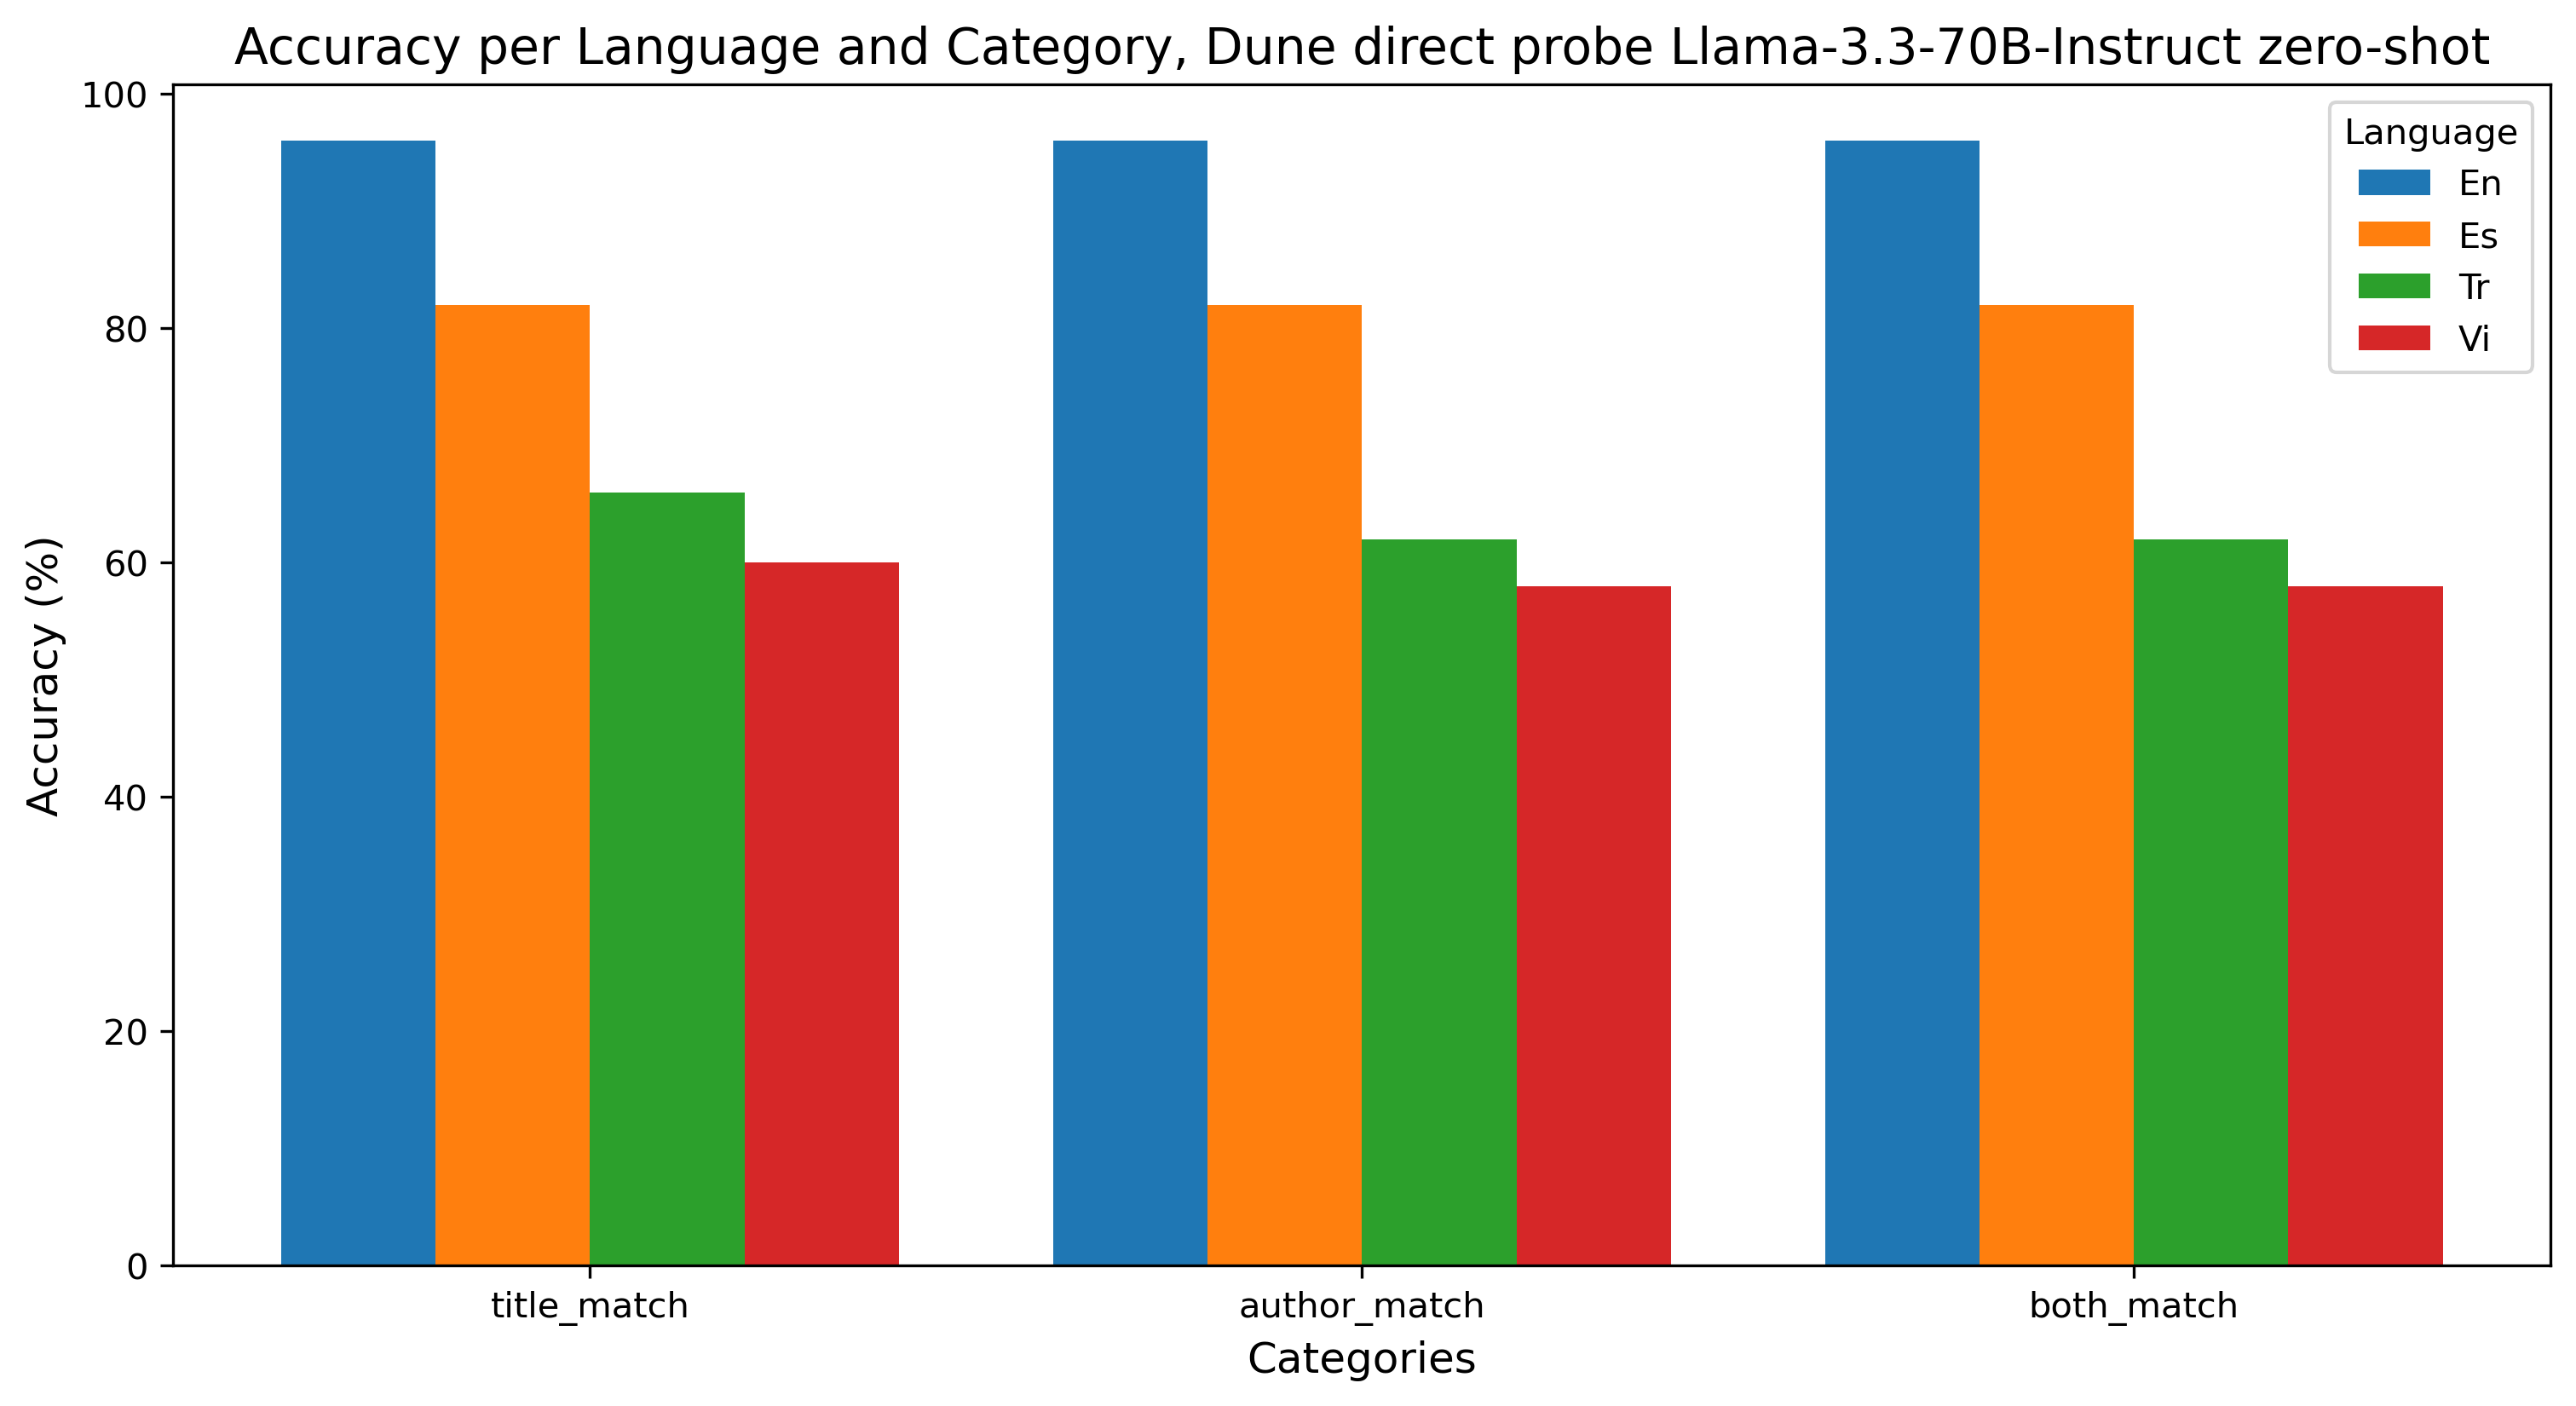 Accuracy per Language and Category, Dune direct probe Llama-3.3-70B-Instruct zero-shot
100
80
60
40
20
0
Accuracy (%)
Language
En
Es
Tr
Vi
title_match
author_match
both_match
Categories